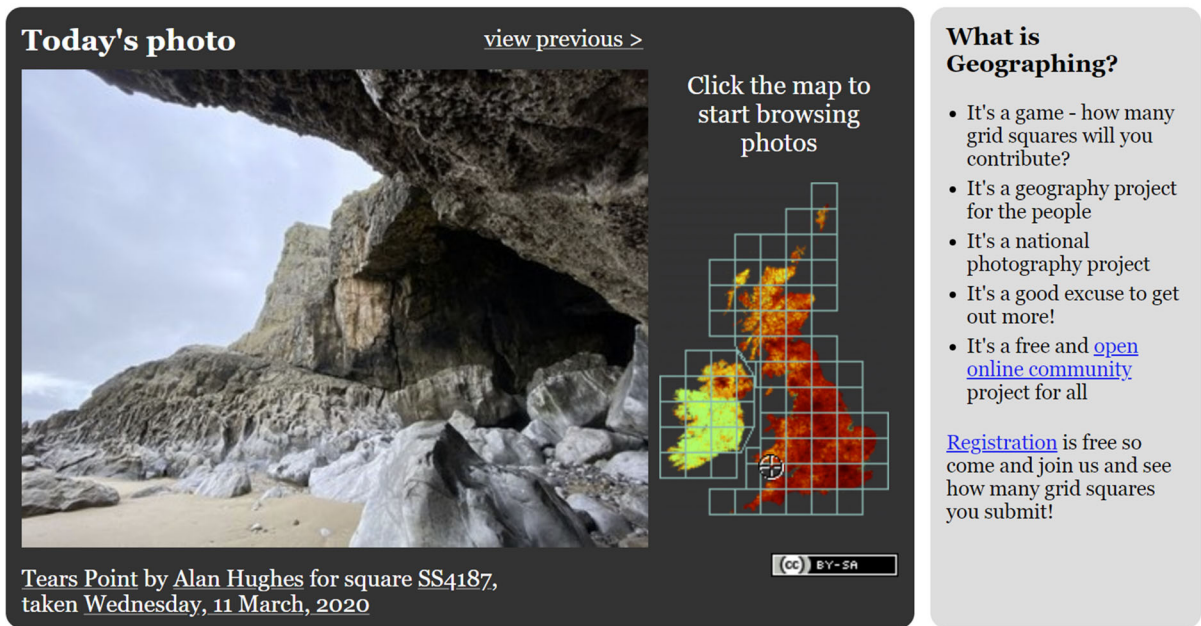 Today's photo
view previous >
Click the map to
start browsing
photos
(cc) BY-SA
Tears Point by Alan Hughes for square SS4187,
taken Wednesday, 11 March, 2020
What is
Geographing?
• It's a game - how many
grid squares will you
contribute?
• It's a geography project
for the people
• It's a national
photography project
• It's a good excuse to get
out more!
• It's a free and open
online community
project for all
Registration is free so
come and join us and see
how many grid squares
you submit!